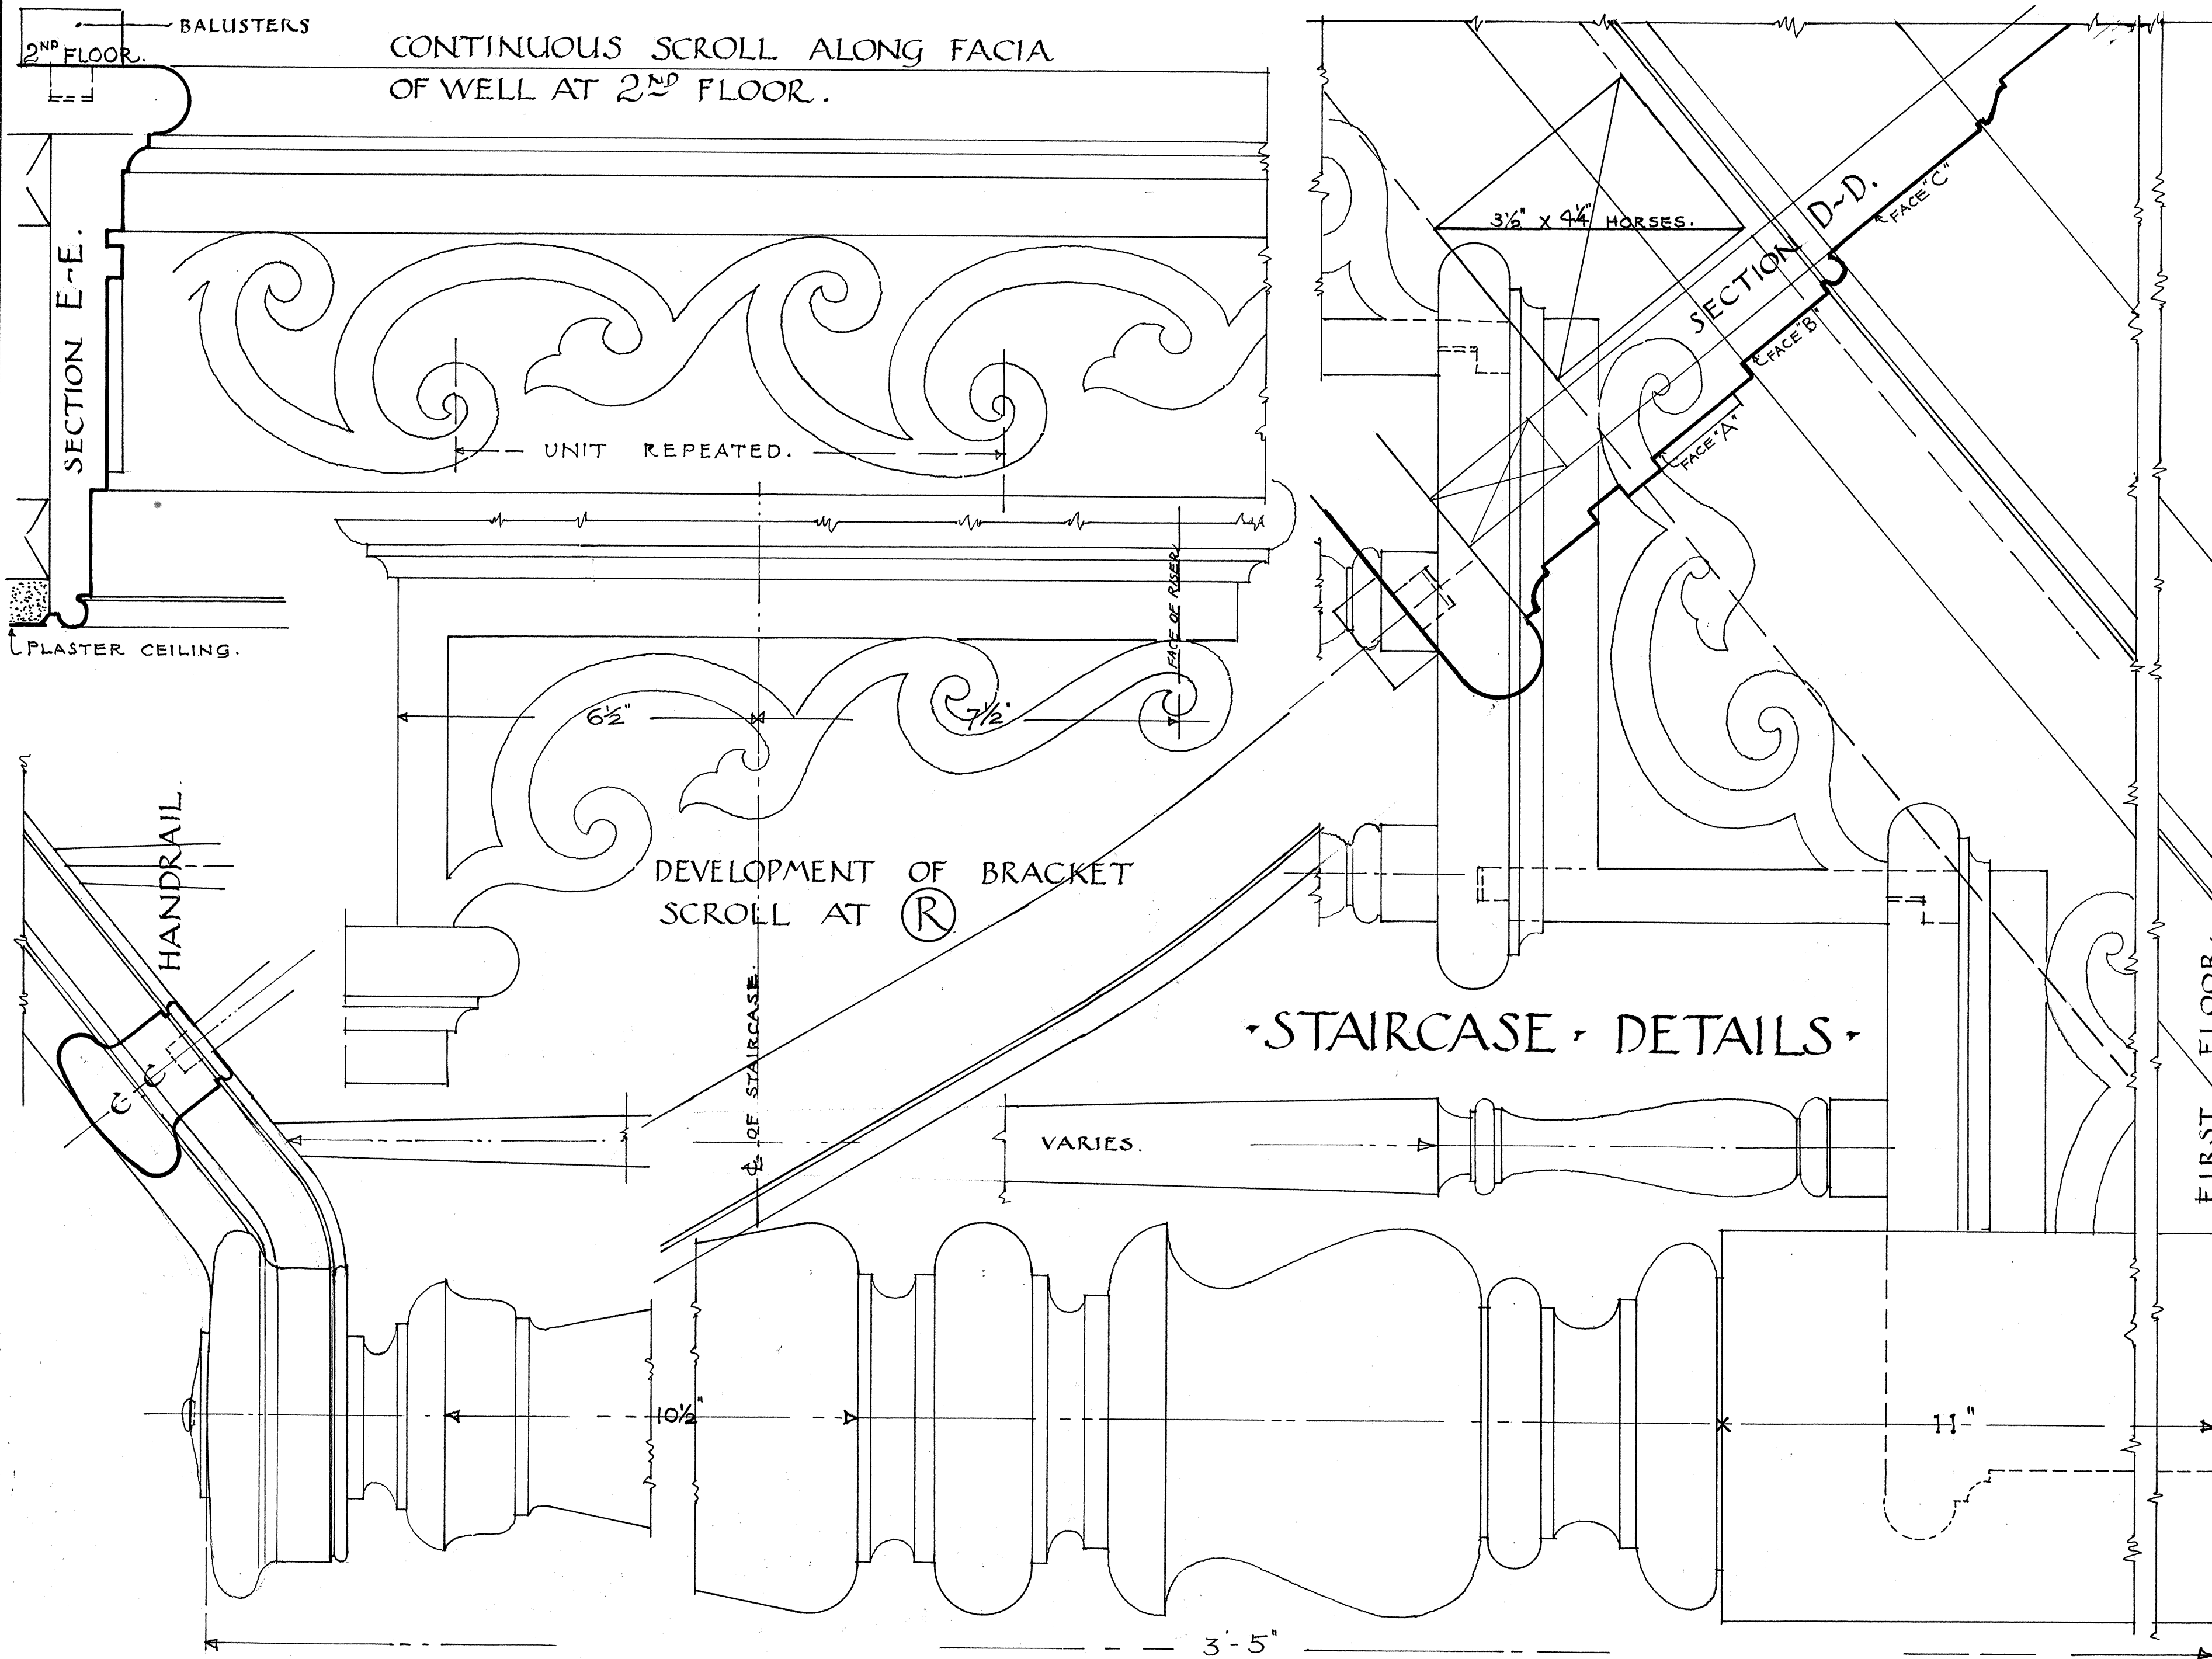 BALUSTERS
2ND FLOOR.
CONTINUOUS SCROLL ALONG FACIA
OF WELL AT 2ND FLOOR.
SECTION E~E.
UNIT REPEATED.
PLASTER CEILING.
3½" X 4¼" HORSES.
SECTION D~D.
FACE "C"
FACE "B"
FACE "A"
FACE OF RISER
6½"
7½"
DEVELOPMENT OF BRACKET
SCROLL AT R
HANDRAIL.
C C
℄ OF STAIRCASE.
·STAIRCASE · DETAILS·
VARIES.
FIRST FLOOR.
10½"
11"
3'-5"